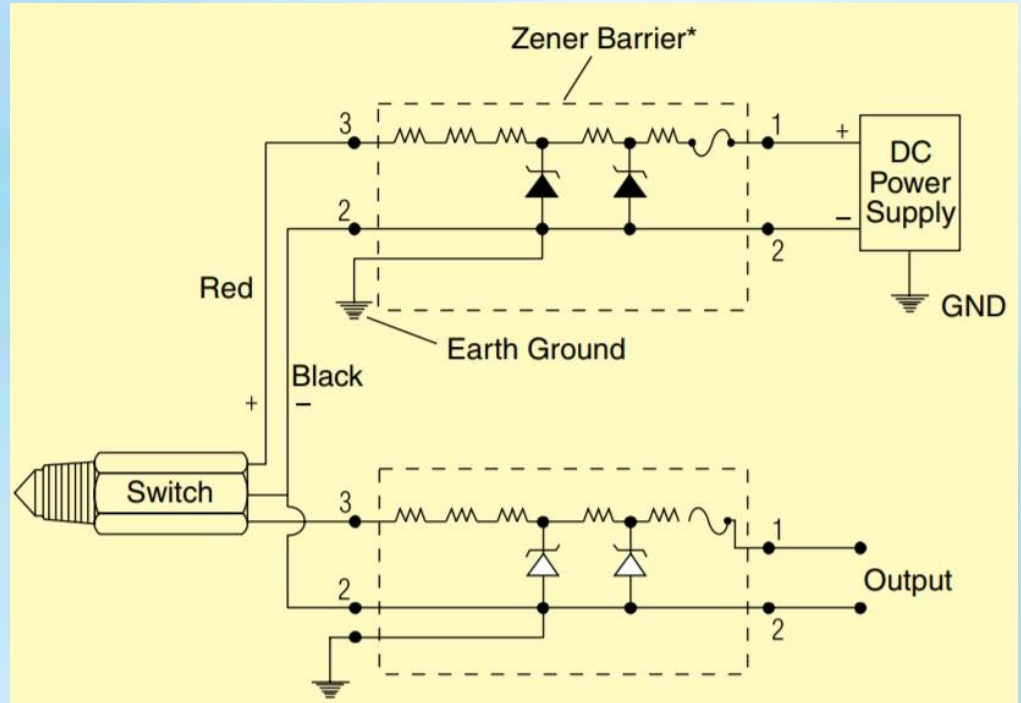 Zener Barrier*
3
1
+
DC
Power
Supply
2
–
2
Red
GND
Earth Ground
Black
+
–
Switch
3
1
Output
2
2